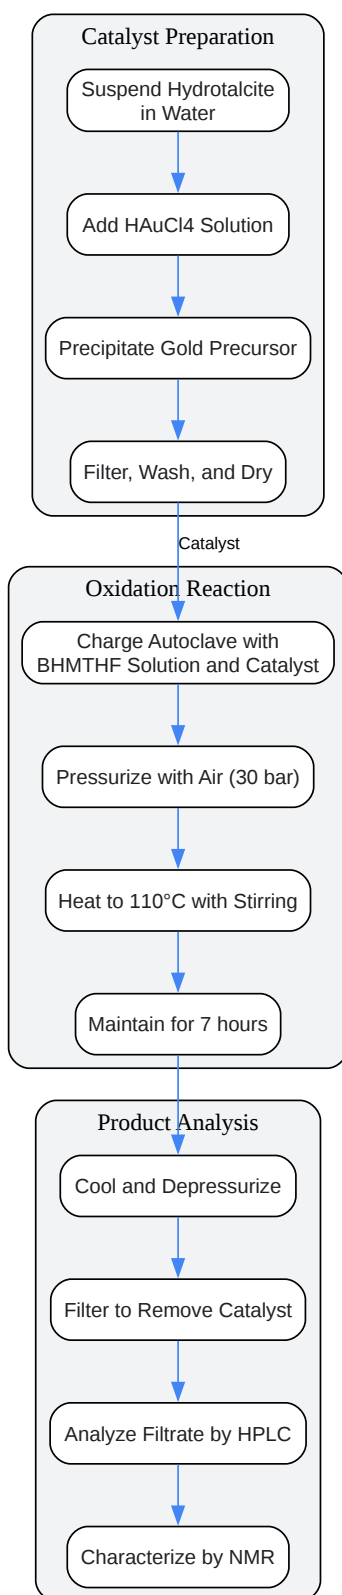 Catalyst Preparation
Suspend Hydrotalcite
in Water
Add HAuCl4 Solution
Precipitate Gold Precursor
Filter, Wash, and Dry
Catalyst
Oxidation Reaction
Charge Autoclave with
BHMTHF Solution and Catalyst
Pressurize with Air (30 bar)
Heat to 110°C with Stirring
Maintain for 7 hours
Product Analysis
Cool and Depressurize
Filter to Remove Catalyst
Analyze Filtrate by HPLC
Characterize by NMR